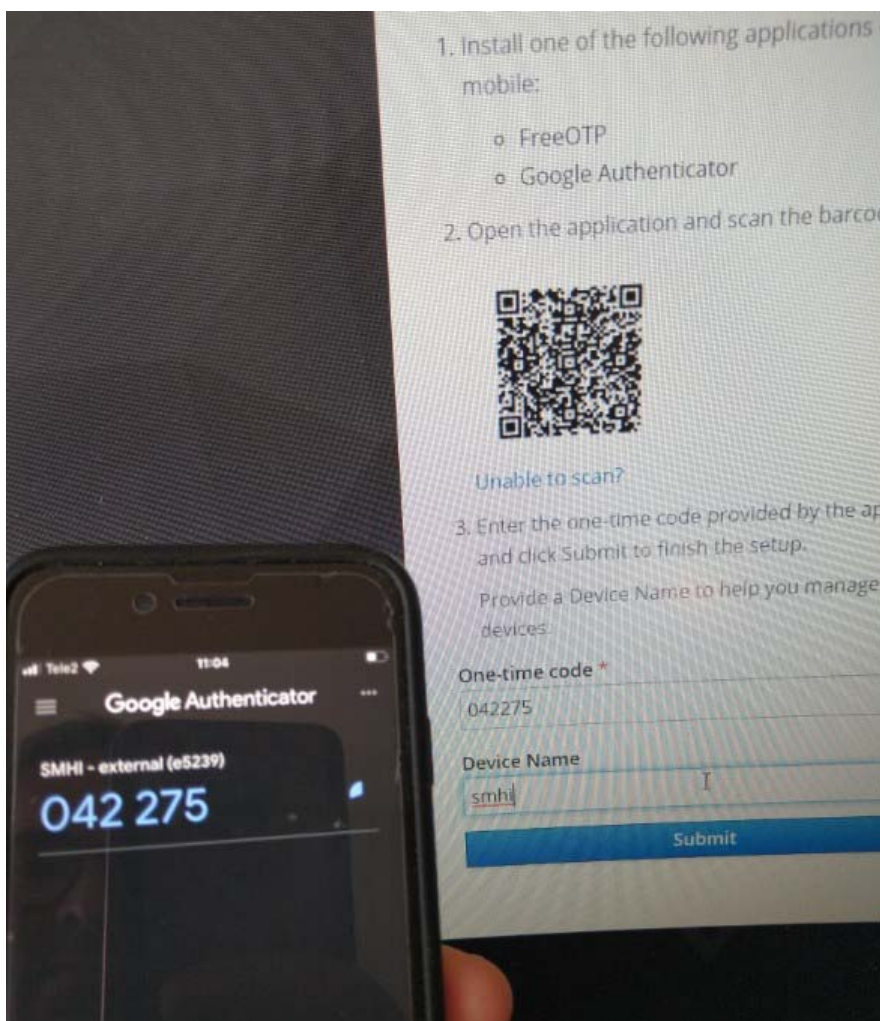 1. Install one of the following applications
mobile:
o FreeOTP
o Google Authenticator
2. Open the application and scan the barco
Unable to scan?
3. Enter the one-time code provided by the ap
and click Submit to finish the setup.
Provide a Device Name to help you manage
devices.
One-time code *
042275
Device Name
smhi
Submit
Tele2
11:04
Google Authenticator
SMHI - external (e5239)
042 275